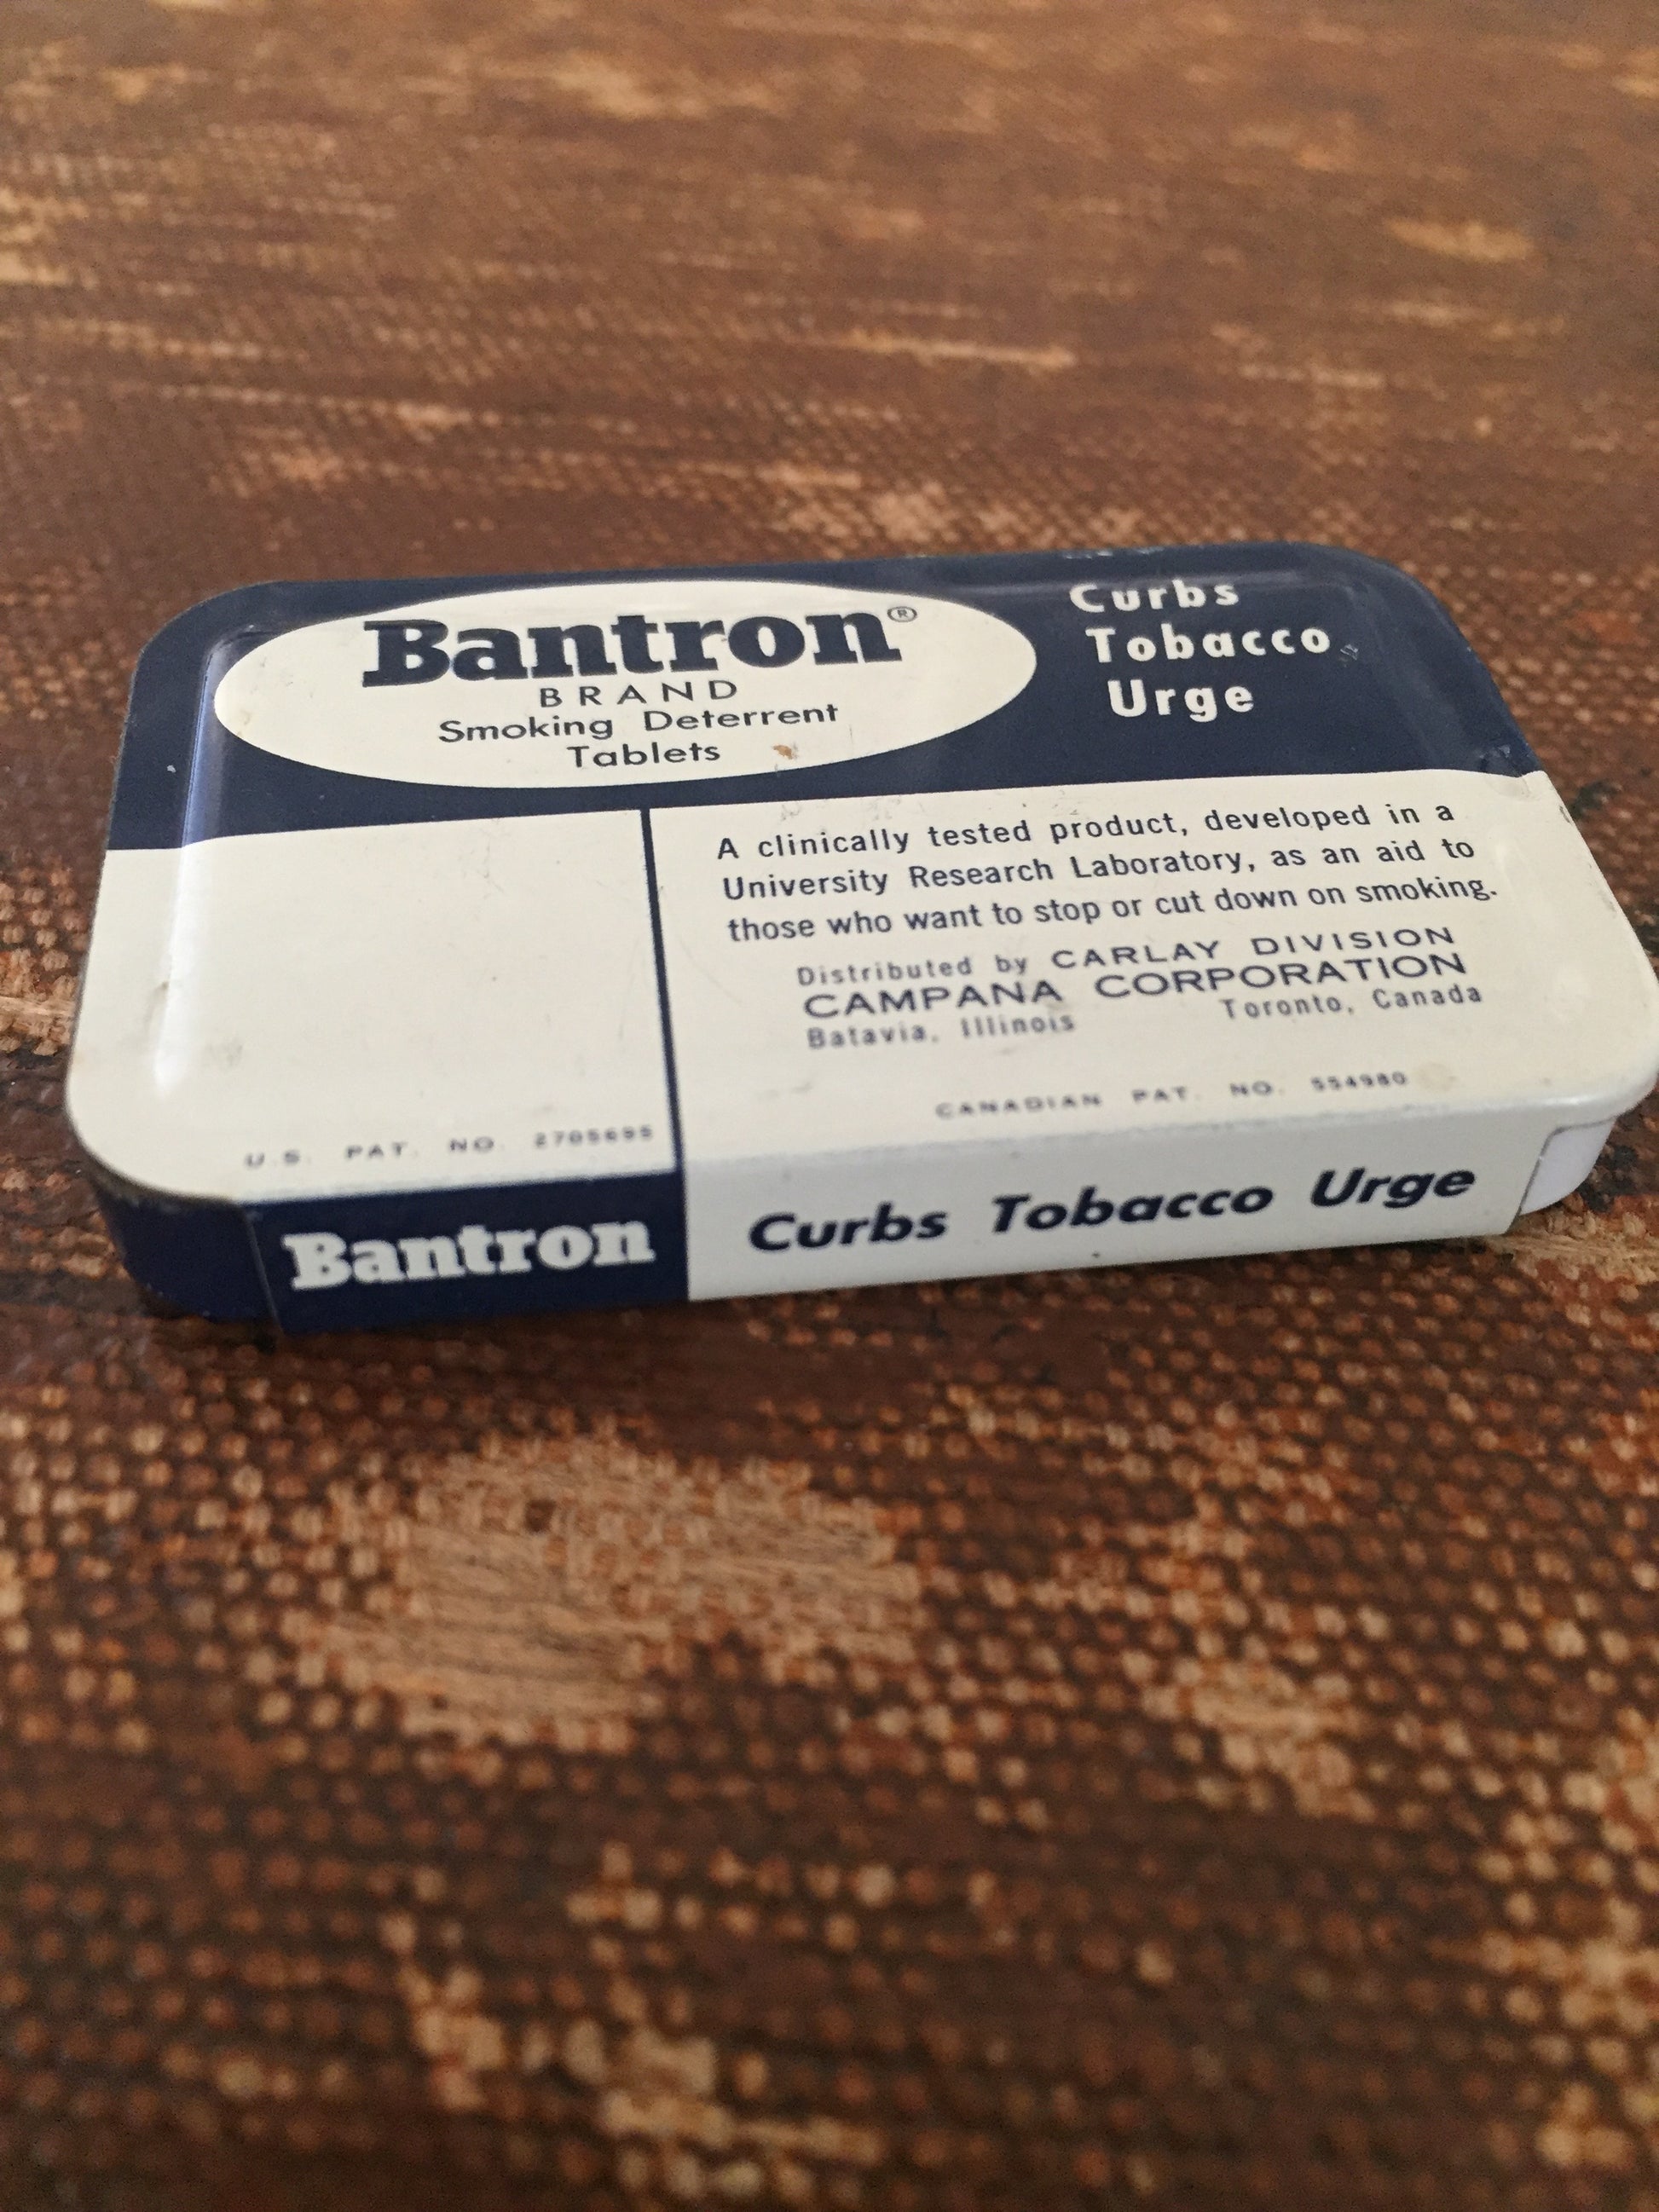 Bantron®
BRAND
Smoking Deterrent
Tablets
Curbs
Tobacco
Urge
A clinically tested product, developed in a
University Research Laboratory, as an aid to
those who want to stop or cut down on smoking.
Distributed by CARLAY DIVISION
CAMPANA CORPORATION
Batavia, Illinois Toronto, Canada
CANADIAN PAT. NO. 554980
U.S. PAT. NO. 2705695
Bantron
Curbs Tobacco Urge